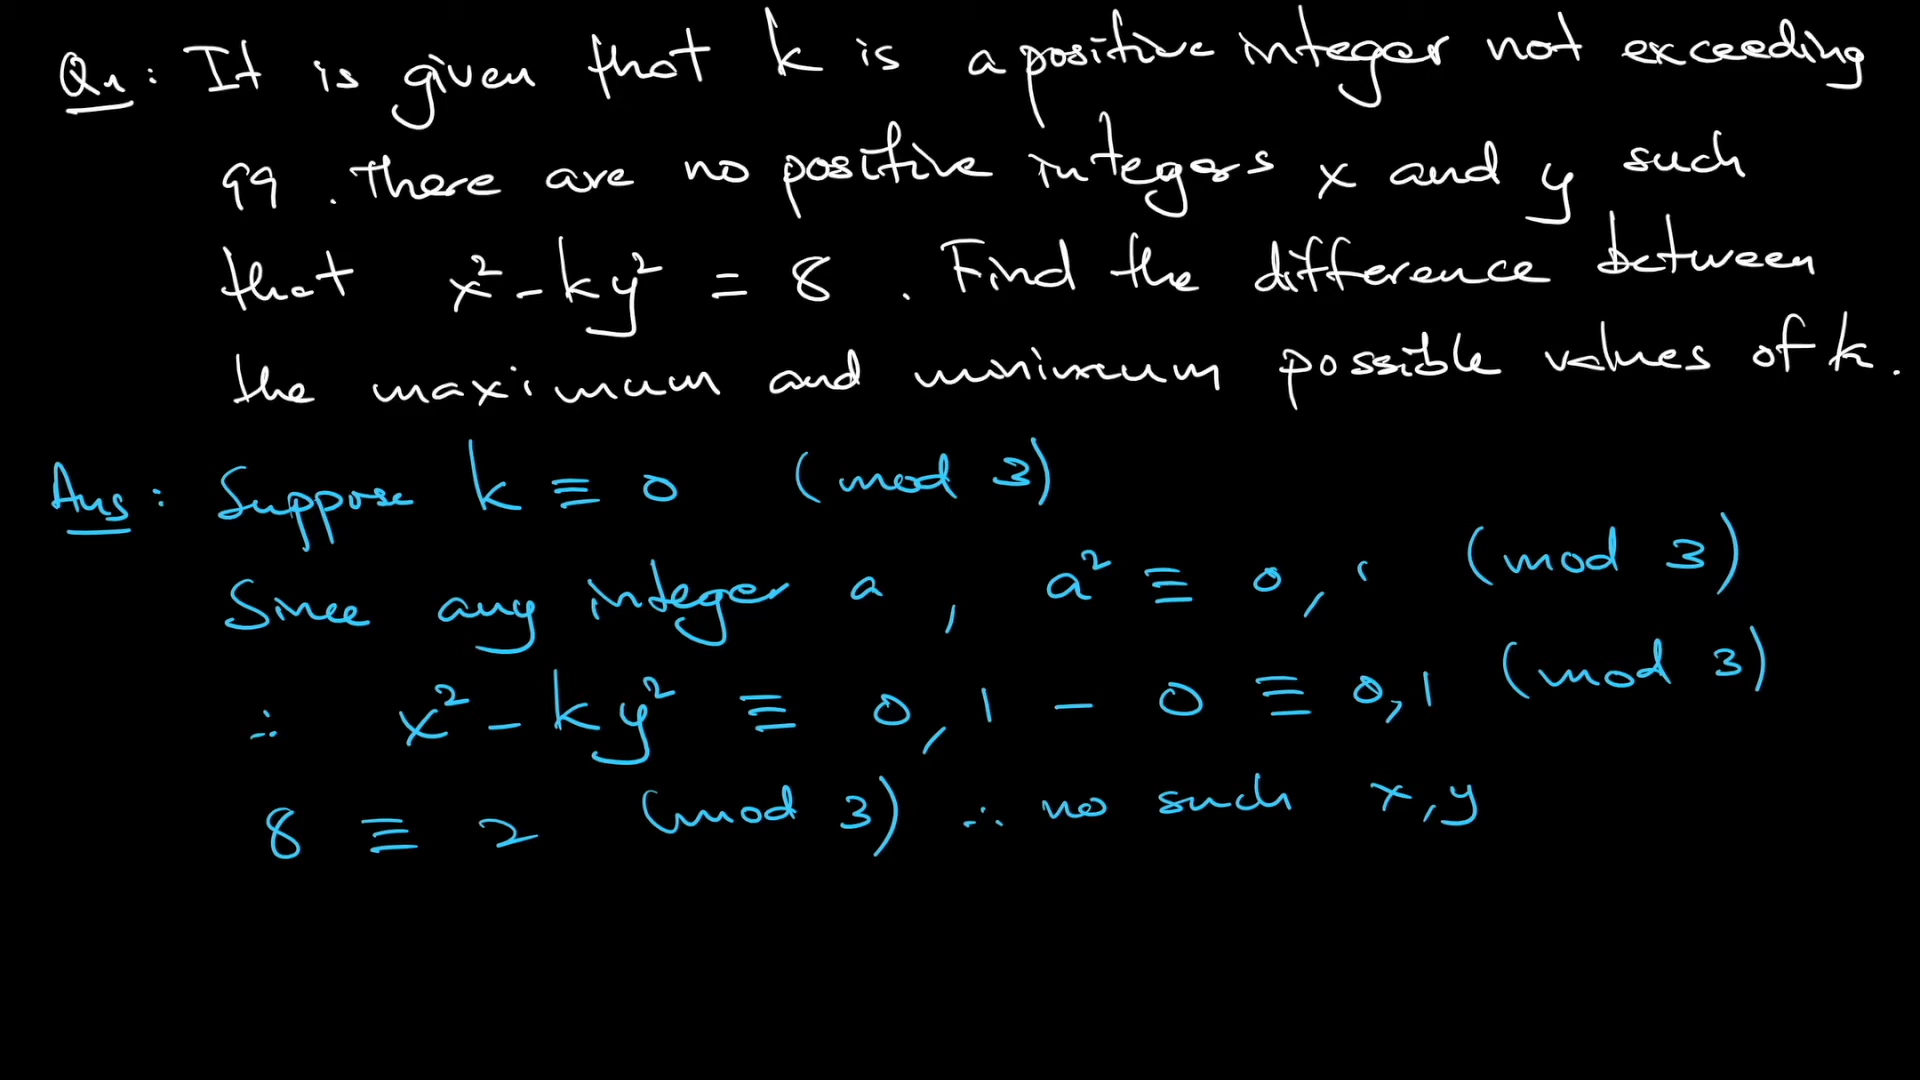 Qn: It is given that k is a positive integer not exceeding
99. There are no positive integers x and y such
that x² - ky² = 8. Find the difference between
the maximum and minimum possible values of k.
Ans: Suppose k ≡ 0 (mod 3)
Since any integer a, a² ≡ 0, 1 (mod 3)
∴ x² - ky² ≡ 0, 1 - 0 ≡ 0, 1 (mod 3)
8 ≡ 2 (mod 3) ∴ no such x, y